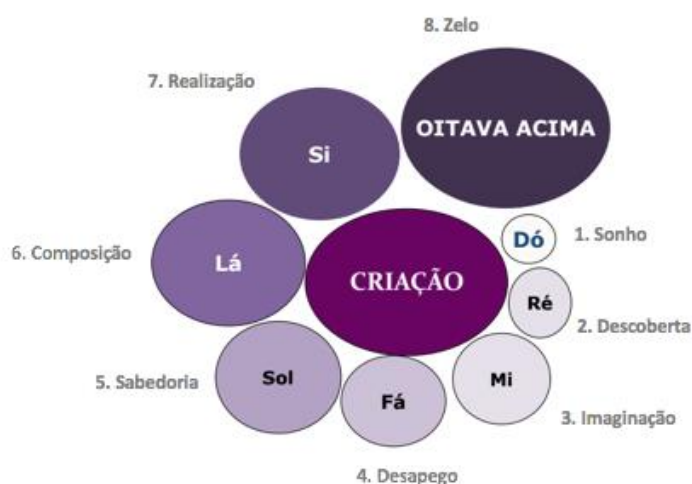 8. Zelo
7. Realização
OITAVA ACIMA
Si
Dó
1. Sonho
6. Composição
Lá
CRIAÇÃO
Ré
2. Descoberta
5. Sabedoria
Sol
Fá
Mi
3. Imaginação
4. Desapego